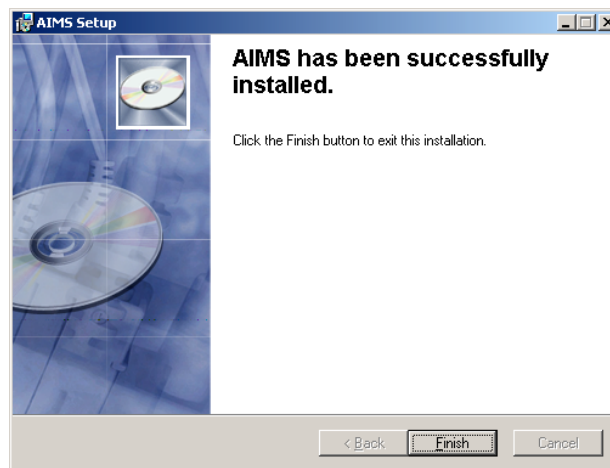 AIMS Setup
AIMS has been successfully
installed.
Click the Finish button to exit this installation.
< Back
Finish
Cancel